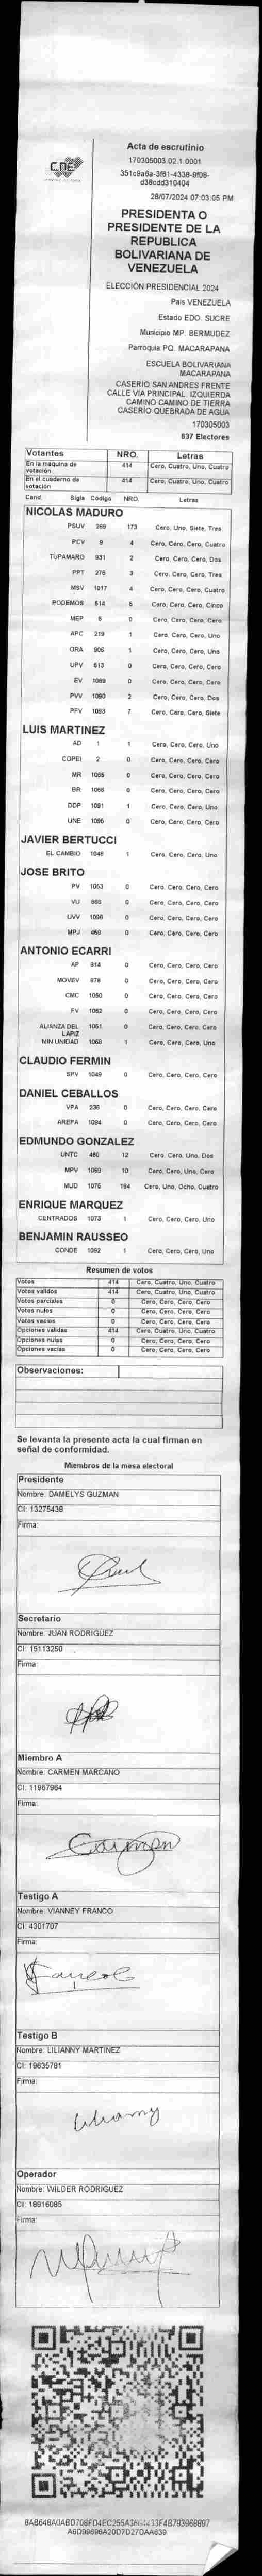 CNE
Acta de escrutinio
170305003.02.1.0001
351c9a6a-3f81-4338-9f08-
d38cdd310404
28/07/2024 07:03:05 PM
PRESIDENTA O
PRESIDENTE DE LA
REPUBLICA
BOLIVARIANA DE
VENEZUELA
ELECCIÓN PRESIDENCIAL 2024
País VENEZUELA
Estado EDO. SUCRE
Municipio MP. BERMUDEZ
Parroquia PQ. MACARAPANA
ESCUELA BOLIVARIANA
MACARAPANA
CASERIO SAN ANDRES FRENTE
CALLE VIA PRINCIPAL. IZQUIERDA
CAMINO CAMINO DE TIERRA
CASERIO QUEBRADA DE AGUA
170305003
637 Electores
Votantes NRO. Letras
En la máquina de votación 414 Cero, Cuatro, Uno, Cuatro
En el cuaderno de votación 414 Cero, Cuatro, Uno, Cuatro
Cand. Sigla Código NRO. Letras
NICOLAS MADURO
PSUV 269 173 Cero, Uno, Siete, Tres
PCV 9 4 Cero, Cero, Cero, Cuatro
TUPAMARO 931 2 Cero, Cero, Cero, Dos
PPT 276 3 Cero, Cero, Cero, Tres
MSV 1017 4 Cero, Cero, Cero, Cuatro
PODEMOS 514 5 Cero, Cero, Cero, Cinco
MEP 6 0 Cero, Cero, Cero, Cero
APC 219 1 Cero, Cero, Cero, Uno
ORA 906 1 Cero, Cero, Cero, Uno
UPV 613 0 Cero, Cero, Cero, Cero
EV 1089 0 Cero, Cero, Cero, Cero
PVV 1090 2 Cero, Cero, Cero, Dos
PFV 1093 7 Cero, Cero, Cero, Siete
LUIS MARTINEZ
AD 1 1 Cero, Cero, Cero, Uno
COPEI 2 0 Cero, Cero, Cero, Cero
MR 1065 0 Cero, Cero, Cero, Cero
BR 1066 0 Cero, Cero, Cero, Cero
DDP 1091 1 Cero, Cero, Cero, Uno
UNE 1095 0 Cero, Cero, Cero, Cero
JAVIER BERTUCCI
EL CAMBIO 1048 1 Cero, Cero, Cero, Uno
JOSE BRITO
PV 1053 0 Cero, Cero, Cero, Cero
VU 966 0 Cero, Cero, Cero, Cero
UVV 1096 0 Cero, Cero, Cero, Cero
MPJ 458 0 Cero, Cero, Cero, Cero
ANTONIO ECARRI
AP 814 0 Cero, Cero, Cero, Cero
MOVEV 978 0 Cero, Cero, Cero, Cero
CMC 1050 0 Cero, Cero, Cero, Cero
FV 1062 0 Cero, Cero, Cero, Cero
ALIANZA DEL LAPIZ 1051 0 Cero, Cero, Cero, Cero
MIN UNIDAD 1069 1 Cero, Cero, Cero, Uno
CLAUDIO FERMIN
SPV 1049 0 Cero, Cero, Cero, Cero
DANIEL CEBALLOS
VPA 236 0 Cero, Cero, Cero, Cero
AREPA 1094 0 Cero, Cero, Cero, Cero
EDMUNDO GONZALEZ
UNTC 460 12 Cero, Cero, Uno, Dos
MPV 1068 10 Cero, Cero, Uno, Cero
MUD 1075 184 Cero, Uno, Ocho, Cuatro
ENRIQUE MARQUEZ
CENTRADOS 1073 1 Cero, Cero, Cero, Uno
BENJAMIN RAUSSEO
CONDE 1092 1 Cero, Cero, Cero, Uno
Resumen de votos
Votos 414 Cero, Cuatro, Uno, Cuatro
Votos validos 414 Cero, Cuatro, Uno, Cuatro
Votos parciales 0 Cero, Cero, Cero, Cero
Votos nulos 0 Cero, Cero, Cero, Cero
Votos vacios 0 Cero, Cero, Cero, Cero
Opciones validas 414 Cero, Cuatro, Uno, Cuatro
Opciones nulas 0 Cero, Cero, Cero, Cero
Opciones vacias 0 Cero, Cero, Cero, Cero
Observaciones:
Se levanta la presente acta la cual firman en
señal de conformidad.
Miembros de la mesa electoral
Presidente
Nombre: DAMELYS GUZMAN
CI: 13275438
Firma:
Secretario
Nombre: JUAN RODRIGUEZ
CI: 15113250
Firma:
Miembro A
Nombre: CARMEN MARCANO
CI: 11967964
Firma:
Carmen
Testigo A
Nombre: VIANNEY FRANCO
CI: 4301707
Firma:
Testigo B
Nombre: LILIANNY MARTINEZ
CI: 19635781
Firma:
Operador
Nombre: WILDER RODRIGUEZ
CI: 18916085
Firma: